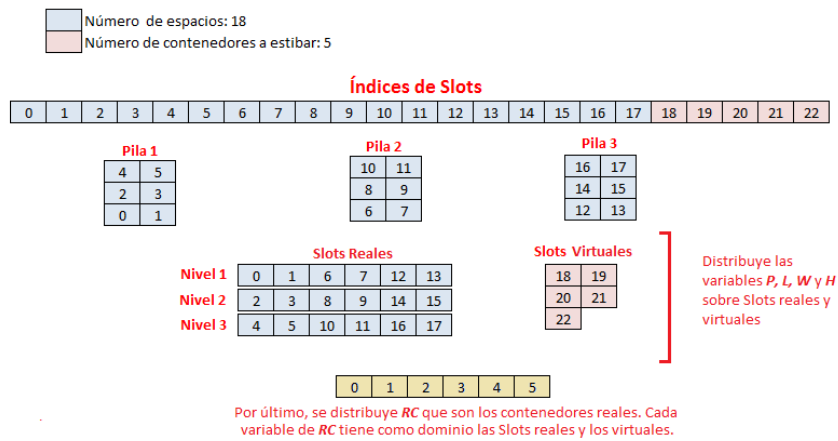 Número de espacios: 18
Número de contenedores a estibar: 5
Índices de Slots
0 1 2 3 4 5 6 7 8 9 10 11 12 13 14 15 16 17 18 19 20 21 22
Pila 1
4 5
2 3
0 1
Pila 2
10 11
8 9
6 7
Pila 3
16 17
14 15
12 13
Slots Reales
Nivel 1 0 1 6 7 12 13
Nivel 2 2 3 8 9 14 15
Nivel 3 4 5 10 11 16 17
Slots Virtuales
18 19
20 21
22
Distribuye las
variables P, L, W y H
sobre Slots reales y
virtuales
0 1 2 3 4 5
Por último, se distribuye RC que son los contenedores reales. Cada
variable de RC tiene como dominio las Slots reales y los virtuales.